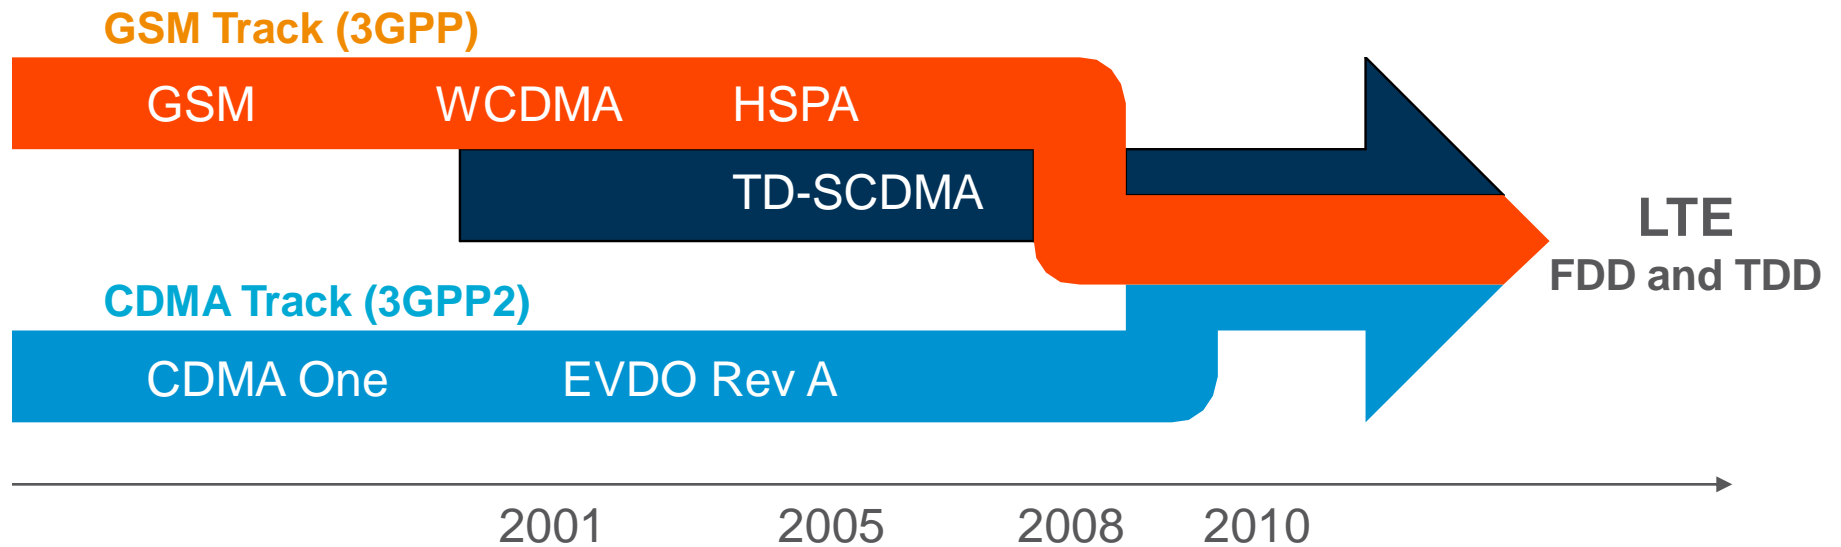 GSM Track (3GPP)
GSM WCDMA HSPA
TD-SCDMA
LTE
FDD and TDD
CDMA Track (3GPP2)
CDMA One EVDO Rev A
2001 2005 2008 2010